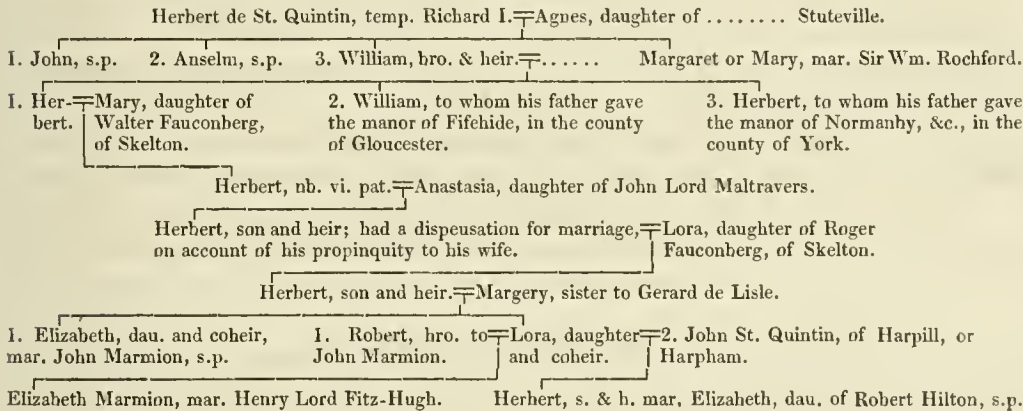 Herbert de St. Quintin, temp. Richard I.=Agnes, daughter of ........ Stuteville.
1. John, s.p. 2. Anselm, s.p. 3. William, bro. & heir.=...... Margaret or Mary, mar. Sir Wm. Rochford.
1. Her-=Mary, daughter of
bert. Walter Fauconberg,
of Skelton.
2. William, to whom his father gave
the manor of Fifehide, in the county
of Gloucester.
3. Herbert, to whom his father gave
the manor of Normanby, &c., in the
county of York.
Herbert, nb. vi. pat.=Anastasia, daughter of John Lord Maltravers.
Herbert, son and heir; had a dispeusation for marriage,=Lora, daughter of Roger
on account of his propinquity to his wife. Fauconberg, of Skelton.
Herbert, son and heir.=Margery, sister to Gerard de Lisle.
1. Elizabeth, dau. and coheir,
mar. John Marmion, s.p.
1. Robert, bro. to=Lora, daughter=2. John St. Quintin, of Harpill, or
John Marmion. and coheir. Harpham.
Elizabeth Marmion, mar. Henry Lord Fitz-Hugh. Herbert, s. & h. mar. Elizabeth, dau. of Robert Hilton, s.p.